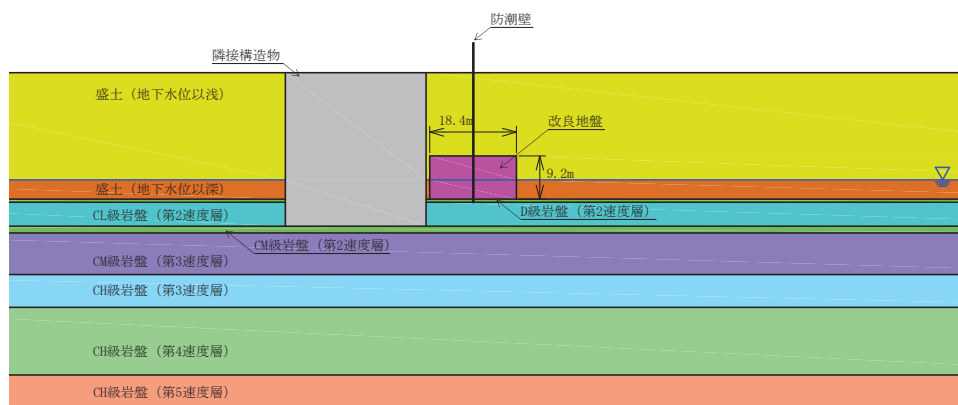 防潮壁
隣接構造物
盛土（地下水位以浅）
18.4m
改良地盤
9.2m
盛土（地下水位以深）
CL級岩盤（第2速度層）
D級岩盤（第2速度層）
CM級岩盤（第2速度層）
CM級岩盤（第3速度層）
CH級岩盤（第3速度層）
CH級岩盤（第4速度層）
CH級岩盤（第5速度層）